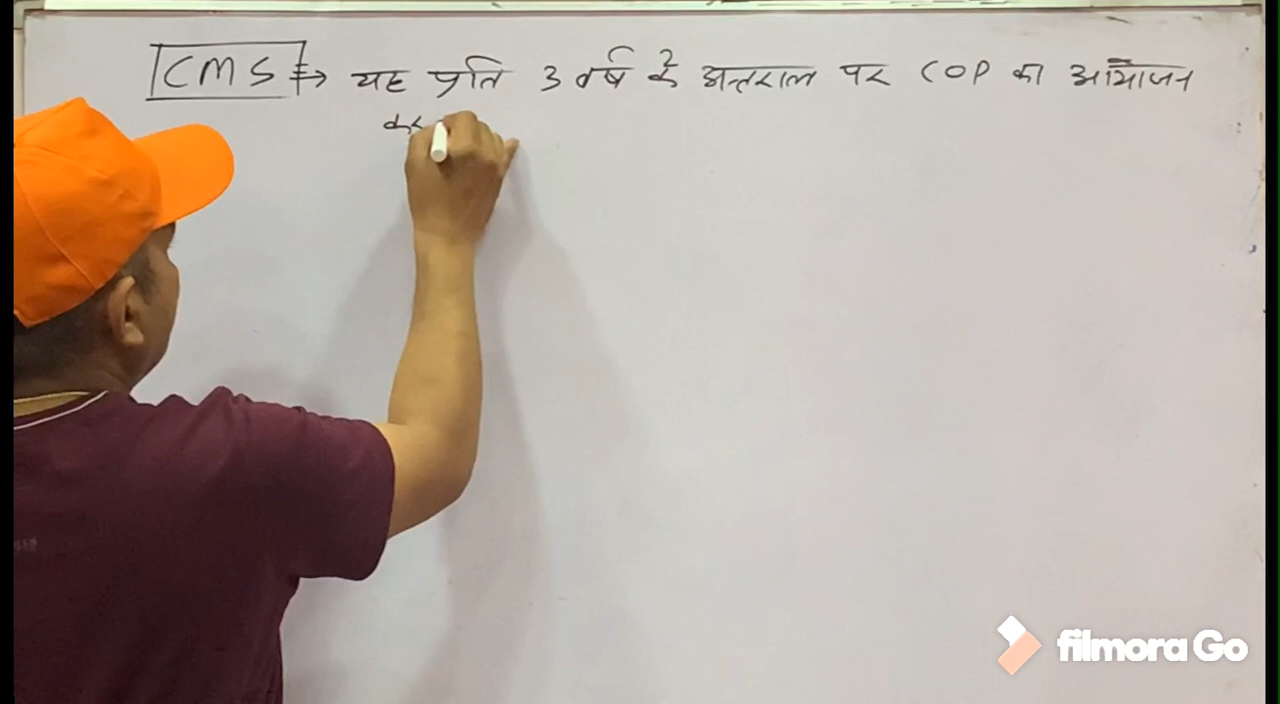 CMS ⇒ यह प्रति 3 वर्ष के अन्तराल पर COP का आयोजन
कर
filmora Go